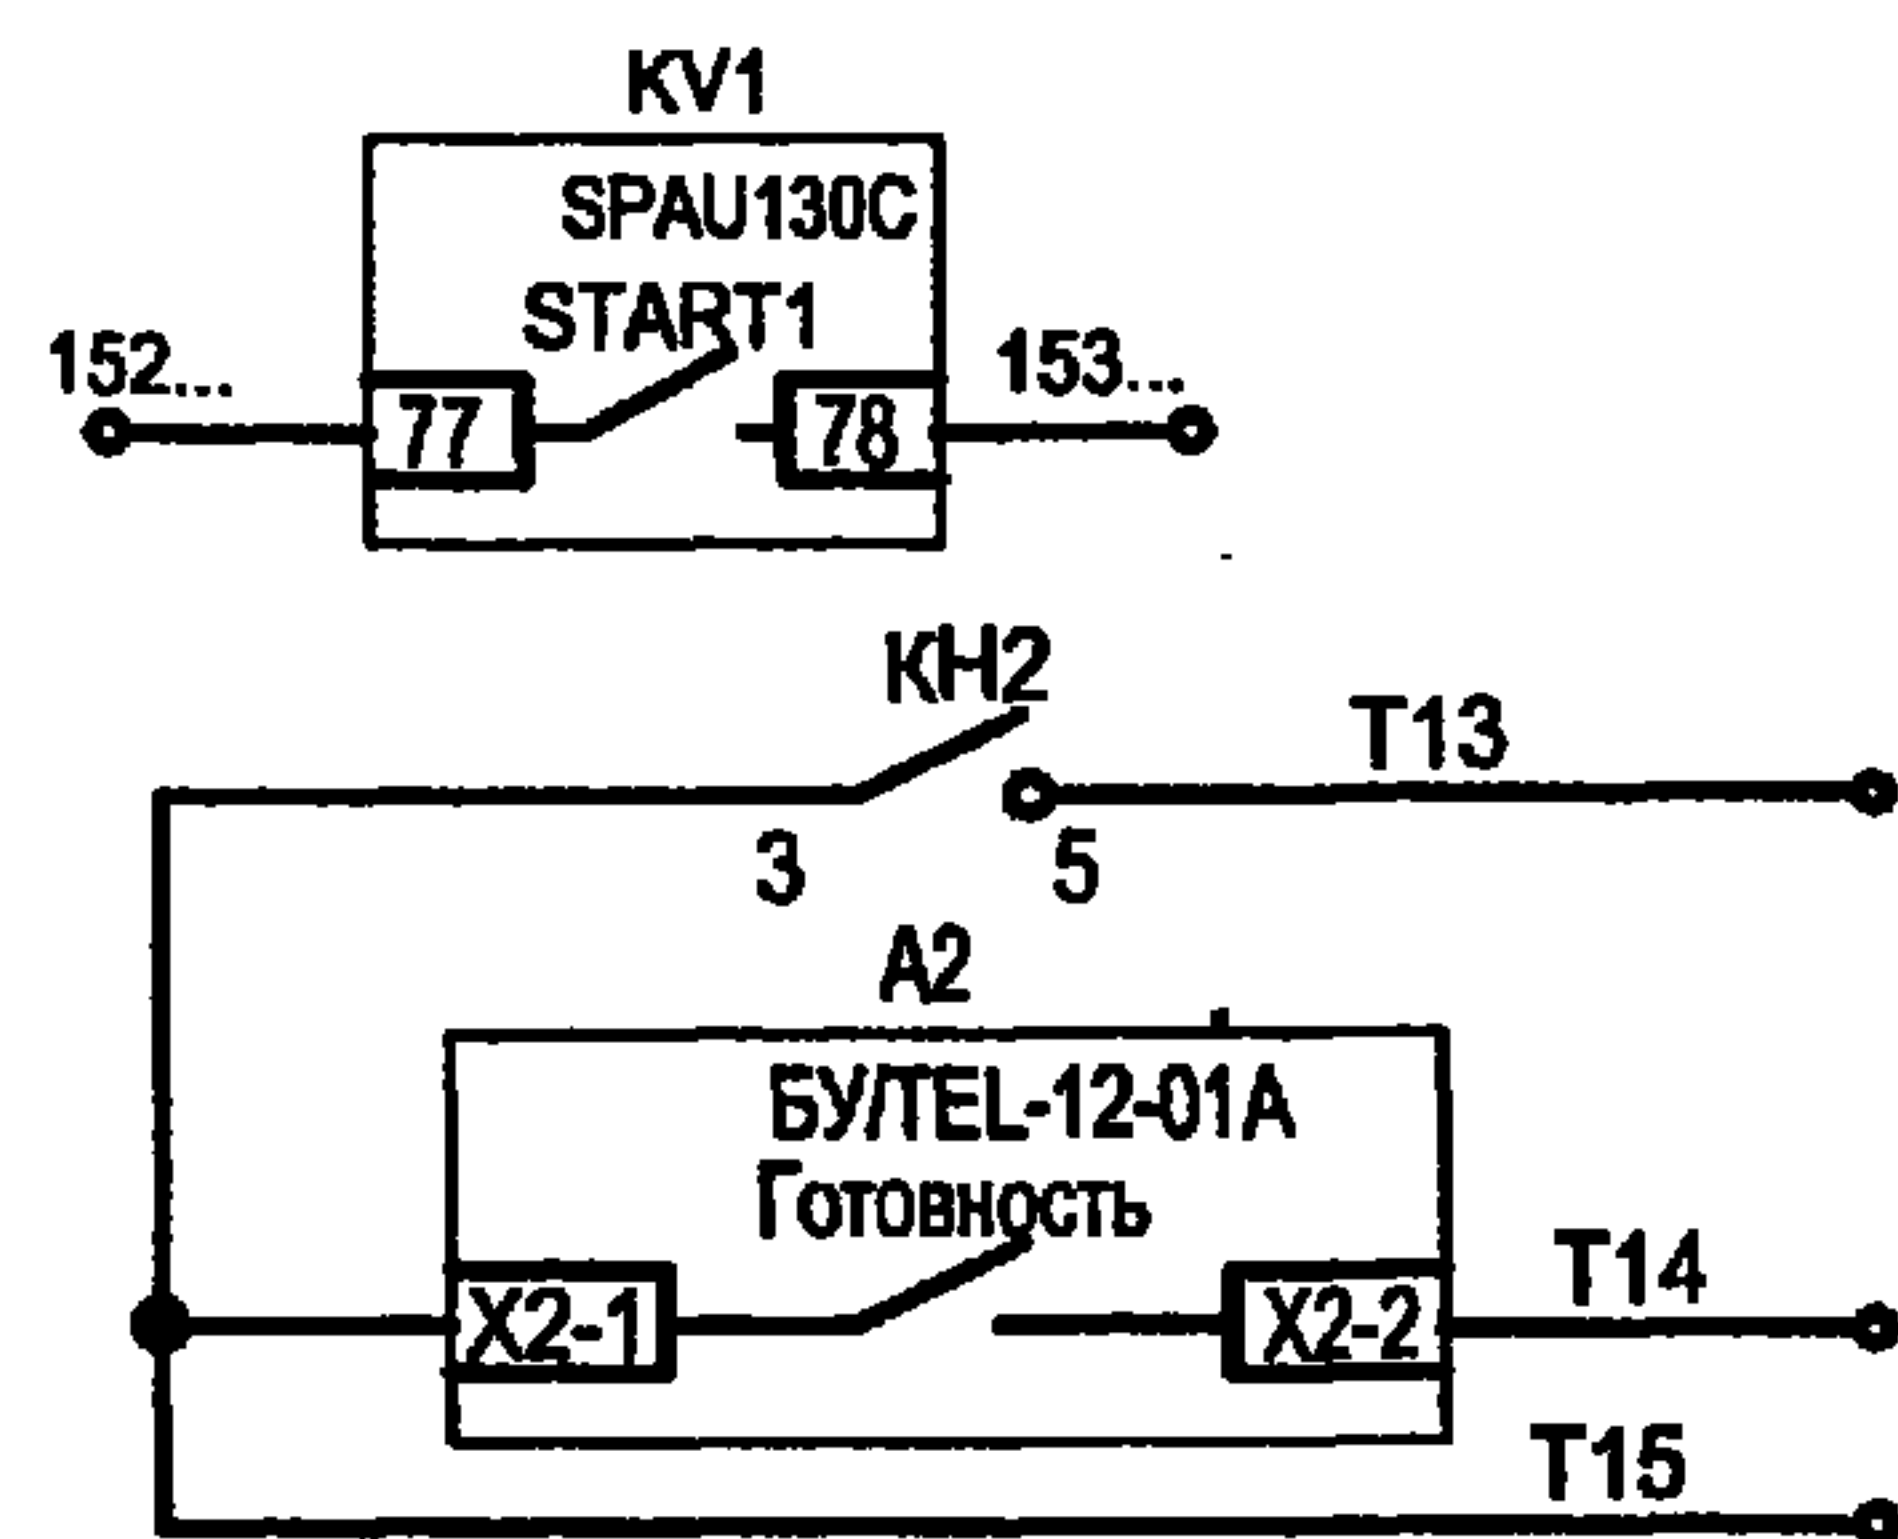 KV1
SPAU130C
START1
152...
153...
77
78
KH2
T13
3
5
A2
БУ/TEL-12-01A
Готовность
X2-1
X2-2
T14
T15